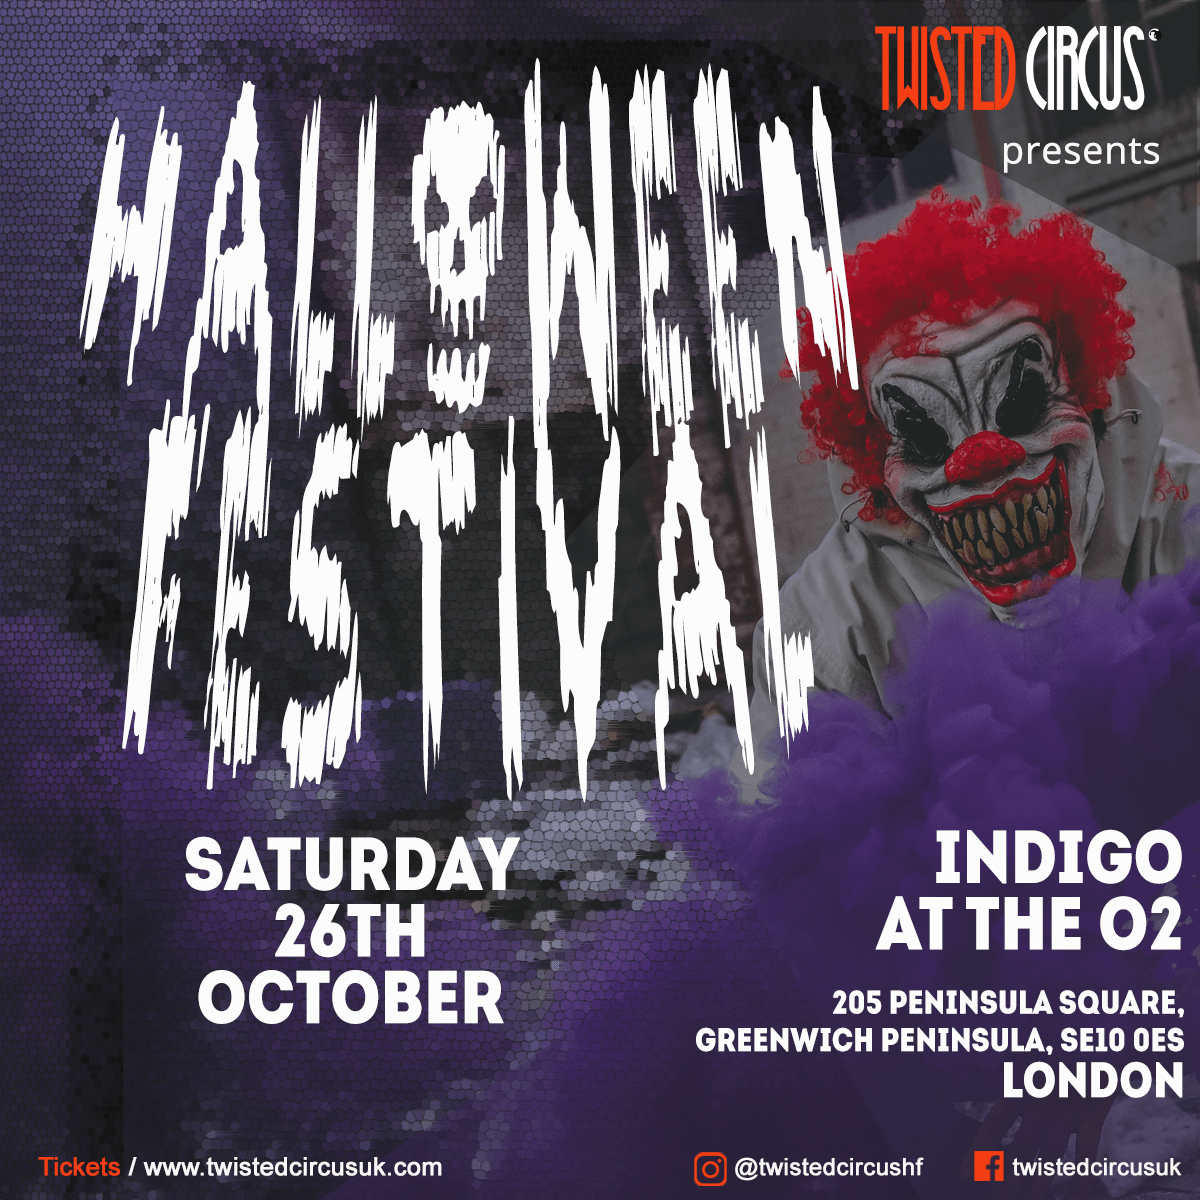 TWISTED CIRCUS
presents
HALLOWEEN
FESTIVAL
SATURDAY
26TH
OCTOBER
INDIGO
AT THE O2
205 PENINSULA SQUARE,
GREENWICH PENINSULA, SE10 0ES
LONDON
Tickets / www.twistedcircusuk.com
@twistedcircushf
twistedcircusuk